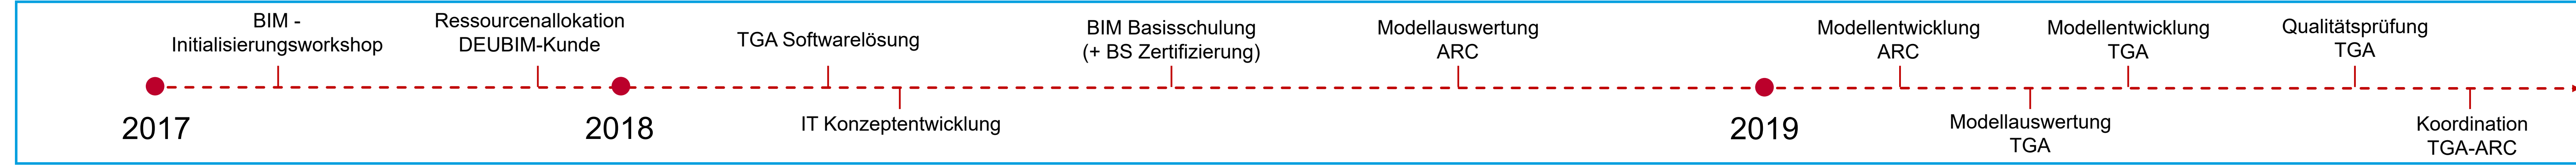 BIM -
Initialisierungsworkshop
Ressourcenallokation
DEUBIM-Kunde
TGA Softwarelösung
BIM Basisschulung
(+ BS Zertifizierung)
Modellauswertung
ARC
Modellentwicklung
ARC
Modellentwicklung
TGA
Qualitätsprüfung
TGA
2017
2018
IT Konzeptentwicklung
2019
Modellauswertung
TGA
Koordination
TGA-ARC